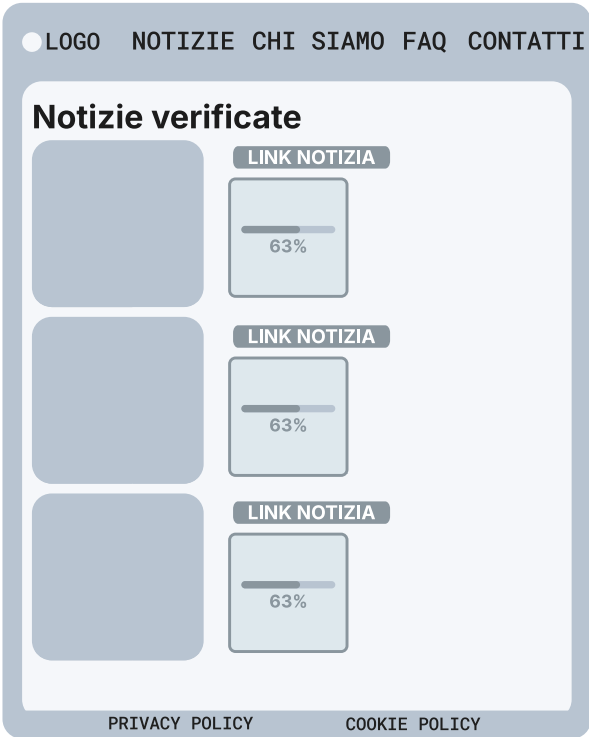 LOGO NOTIZIE CHI SIAMO FAQ CONTATTI
Notizie verificate
LINK NOTIZIA
63%
LINK NOTIZIA
63%
LINK NOTIZIA
63%
PRIVACY POLICY COOKIE POLICY